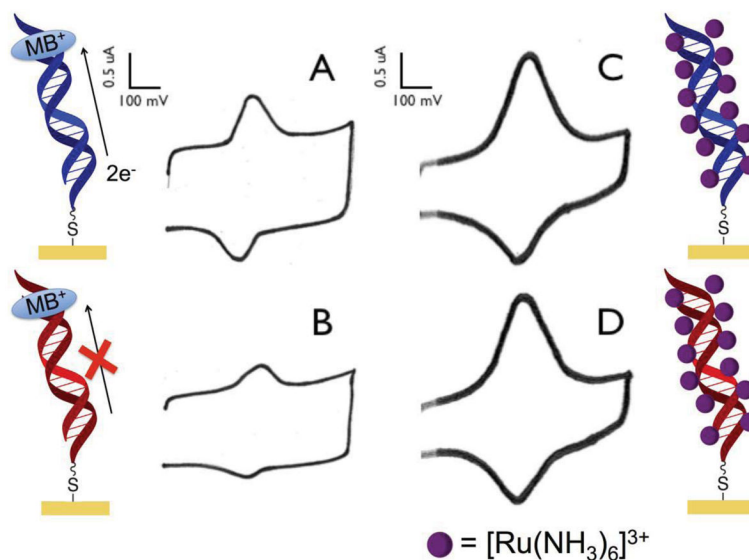 MB⁺
2e⁻
S
0.5 uA
100 mV
A
0.5 uA
100 mV
C
MB⁺
S
B
D
S
S
= [Ru(NH₃)₆]³⁺